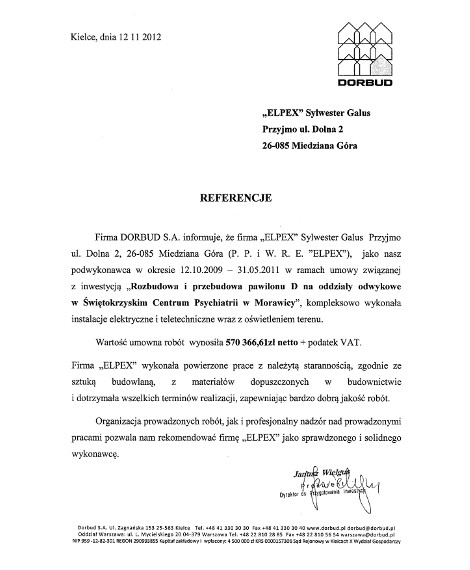 Kielce, dnia 12 11 2012
DORBUD
„ELPEX” Sylwester Galus
Przyjmo ul. Dolna 2
26-085 Miedziana Góra
REFERENCJE
Firma DORBUD S.A. informuje, że firma „ELPEX” Sylwester Galus Przyjmo
ul. Dolna 2, 26-085 Miedziana Góra (P. P. i W. R. E. "ELPEX"), jako nasz
podwykonawca w okresie 12.10.2009 – 31.05.2011 w ramach umowy związanej
z inwestycją „Rozbudowa i przebudowa pawilonu D na oddziały odwykowe
w Świętokrzyskim Centrum Psychiatrii w Morawicy”, kompleksowo wykonała
instalacje elektryczne i teletechniczne wraz z oświetleniem terenu.
Wartość umowna robót wynosiła 570 366,61zł netto + podatek VAT.
Firma „ELPEX” wykonała powierzone prace z należytą starannością, zgodnie ze
sztuką budowlaną, z materiałów dopuszczonych w budownictwie
i dotrzymała wszelkich terminów realizacji, zapewniając bardzo dobrą jakość robót.
Organizacja prowadzonych robót, jak i profesjonalny nadzór nad prowadzonymi
pracami pozwala nam rekomendować firmę „ELPEX” jako sprawdzonego i solidnego
wykonawcę.
Janusz
Dyrektor ds Przygotowania
Dorbud S.A. Ul. Zagnańska 153 25-563 Kielce Tel. +48 41 330 30 30 Fax +48 41 330 30 40 www.dorbud.pl dorbud@dorbud.pl
Oddział Warszawa: ul. L. Mycielskiego 20 04-379 Warszawa Tel. +48 22 810 28 85 Fax +48 22 810 56 54 warszawa@dorbud.pl
NIP 959 -12-82-301 REGON 290993855 Kapitał zakładowy i wpłacony: 4 500 000 zł KRS 0000157306 Sąd Rejonowy w Kielcach X Wydział Gospodarczy